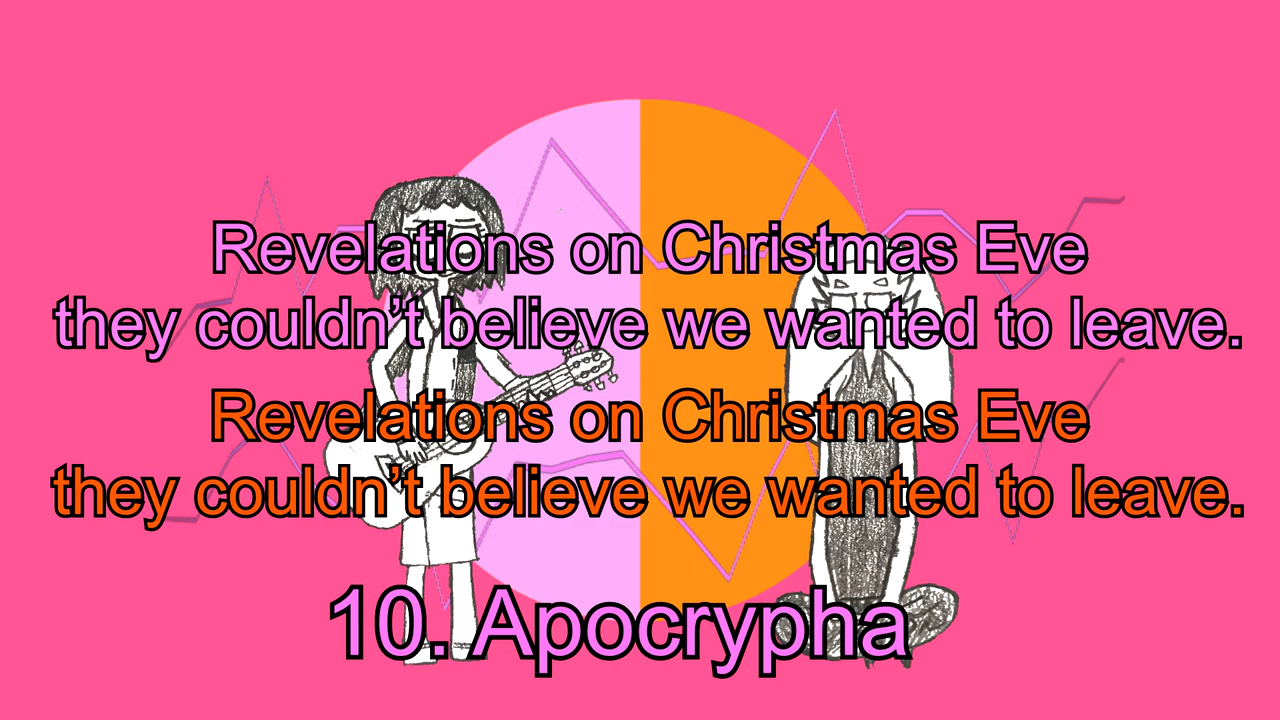 Revelations on Christmas Eve
they couldn’t believe we wanted to leave.
Revelations on Christmas Eve
they couldn’t believe we wanted to leave.
10. Apocrypha